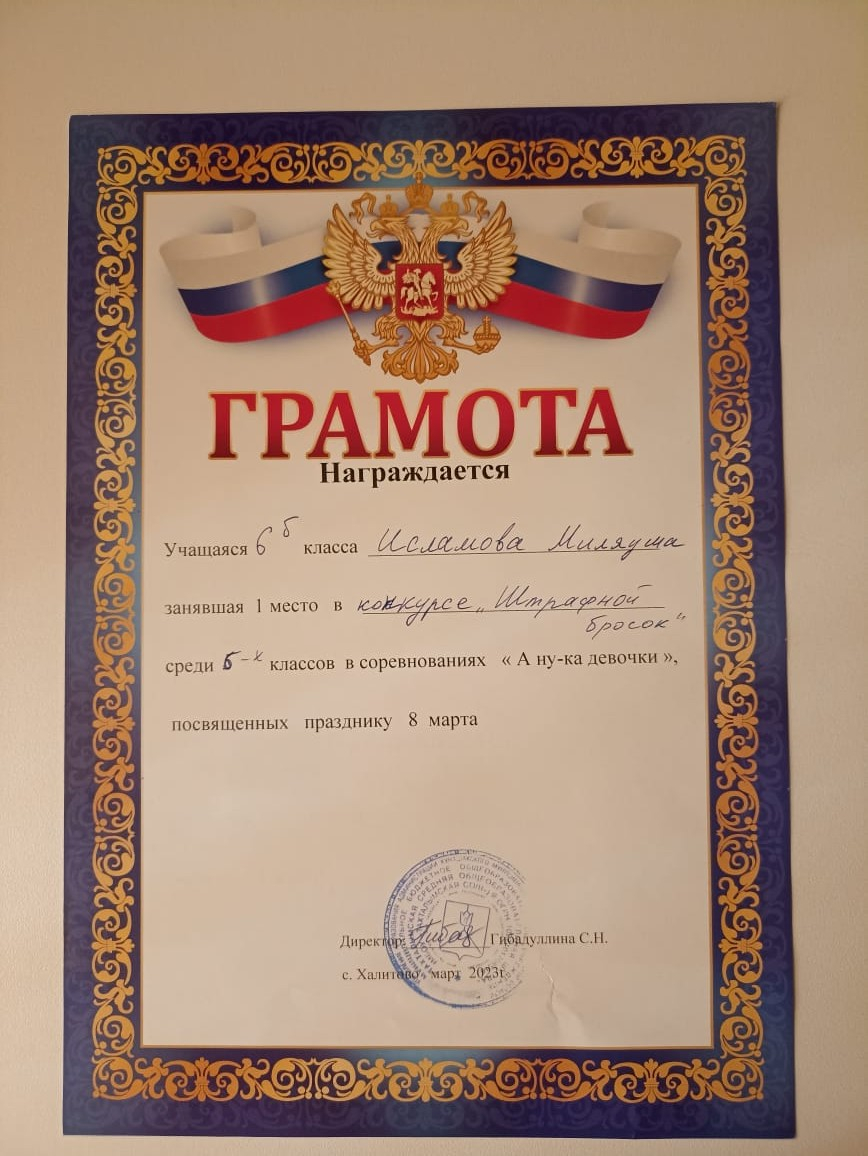 ГРАМОТА
Награждается
Учащаяся 6 б класса Исламова Миляуша
занявшая 1 место в конкурсе „Штрафной
бросок"
среди 5-х классов в соревнованиях « А ну-ка девочки »,
посвященных празднику 8 марта
Директор: Гибадуллина С.Н.
с. Халитово, март 2023г.